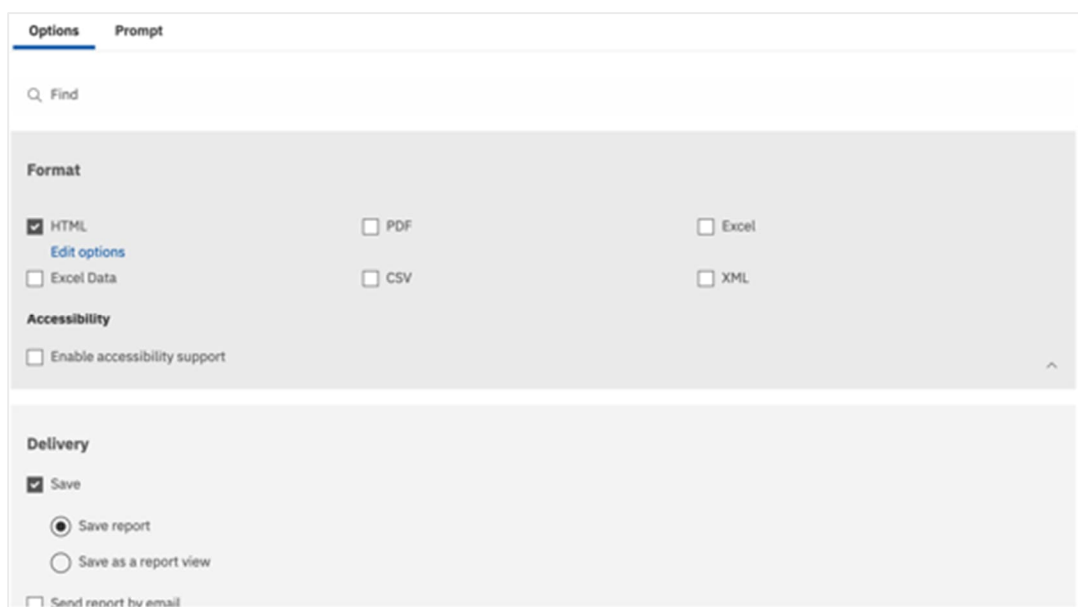 Options Prompt
Find
Format
HTML PDF Excel
Edit options
Excel Data CSV XML
Accessibility
Enable accessibility support
Delivery
Save
Save report
Save as a report view
Send report by email